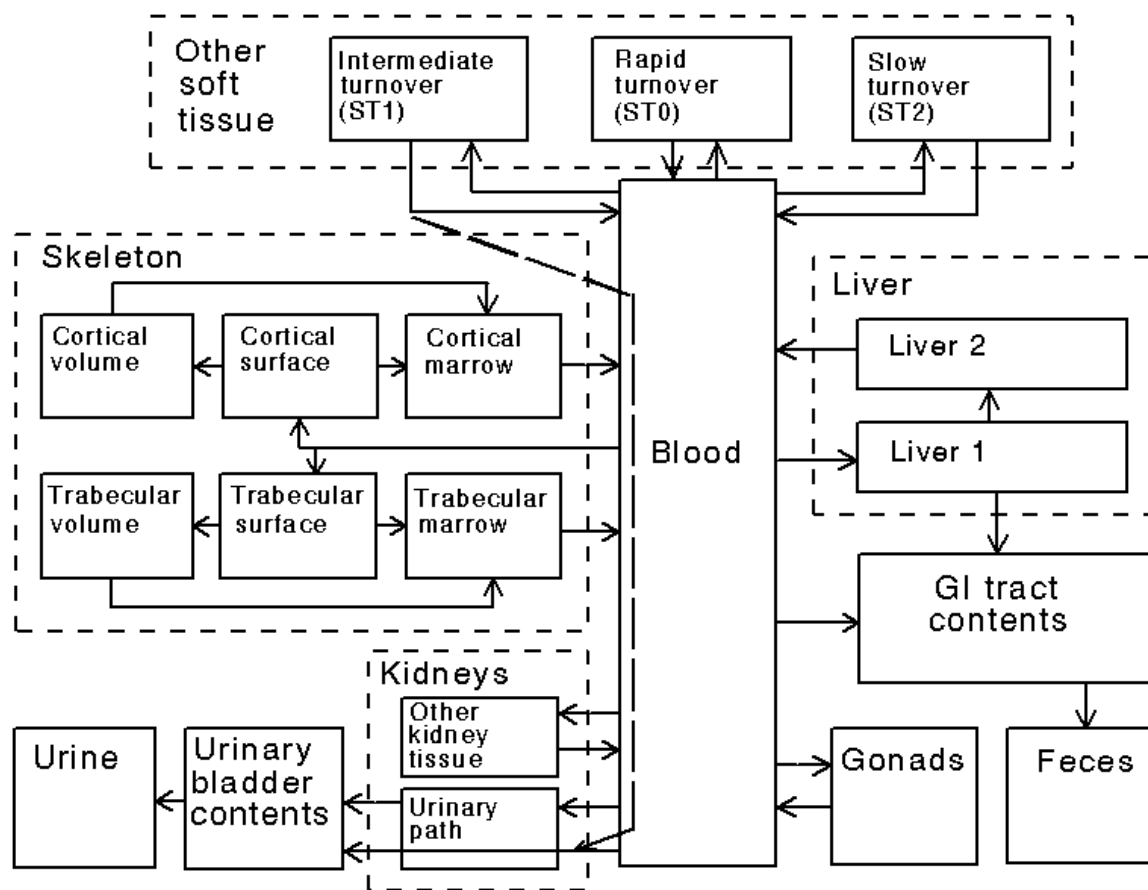 Other
soft
tissue
Intermediate
turnover
(ST1)
Rapid
turnover
(ST0)
Slow
turnover
(ST2)
Skeleton
Cortical
volume
Cortical
surface
Cortical
marrow
Trabecular
volume
Trabecular
surface
Trabecular
marrow
Blood
Liver
Liver 2
Liver 1
GI tract
contents
Kidneys
Other
kidney
tissue
Urinary
path
Urinary
bladder
contents
Urine
Gonads
Feces